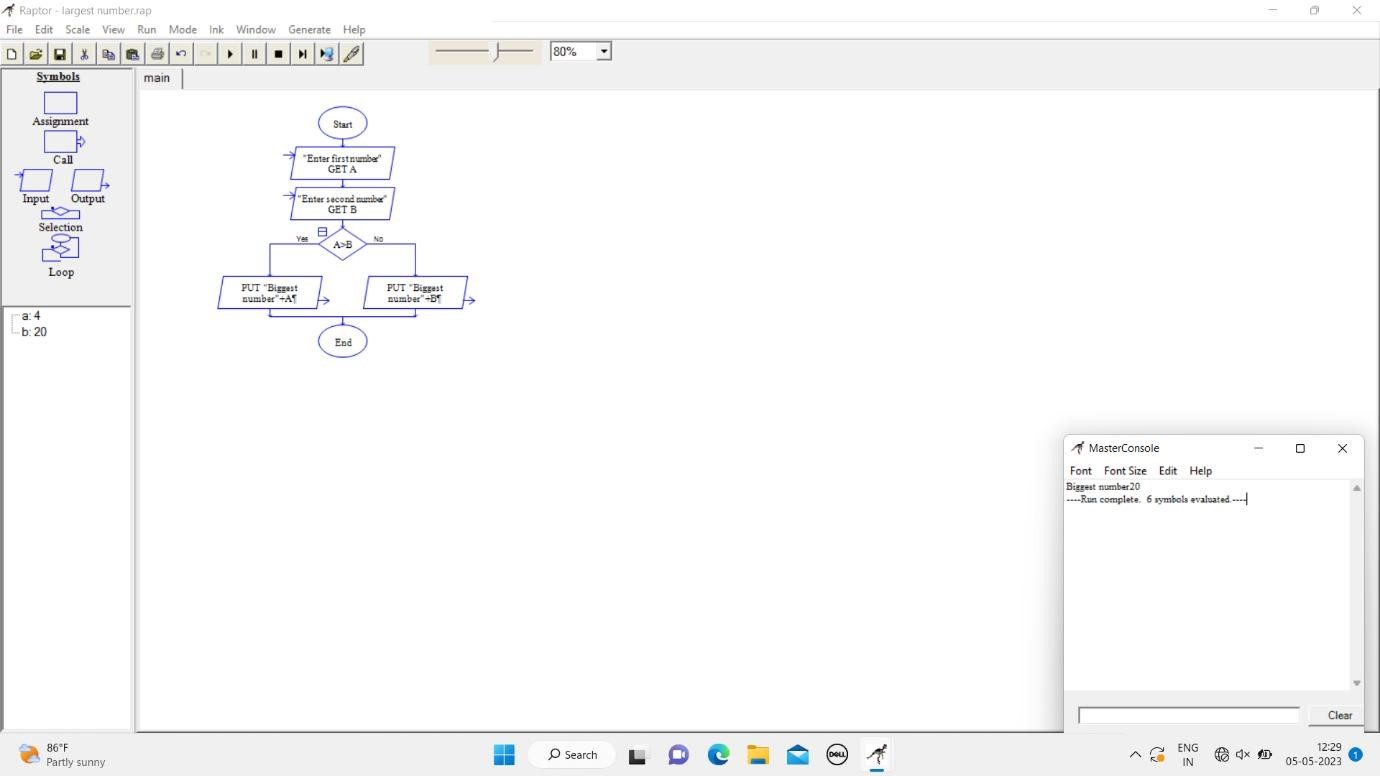 Raptor - largest number.rap
File Edit Scale View Run Mode Ink Window Generate Help
80%
Symbols
Assignment
Call
Input Output
Selection
Loop
a: 4
b: 20
main
Start
"Enter first number"
GET A
"Enter second number"
GET B
Yes A>B No
PUT "Biggest
number"+A¶
PUT "Biggest
number"+B¶
End
MasterConsole
Font Font Size Edit Help
Biggest number20
----Run complete. 6 symbols evaluated.----
Clear
86°F
Partly sunny
Search
DELL
ENG
IN
12:29
05-05-2023
1